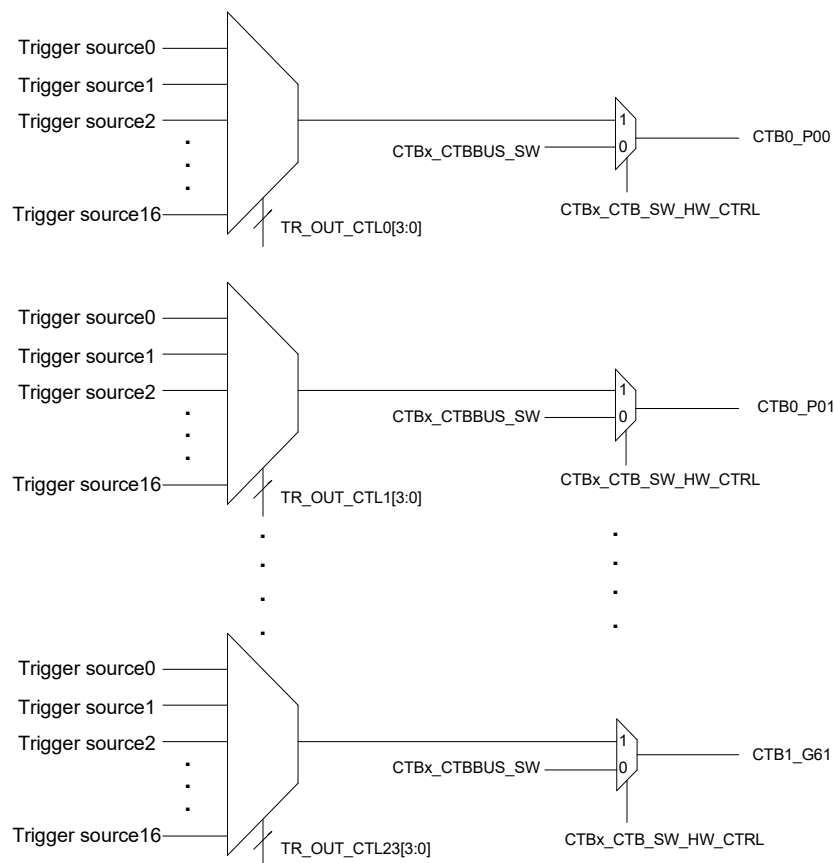 Trigger source0
Trigger source1
Trigger source2
1
CTB0_P00
CTBx_CTBBUS_SW
0
Trigger source16
CTBx_CTB_SW_HW_CTRL
TR_OUT_CTL0[3:0]
Trigger source0
Trigger source1
Trigger source2
1
CTB0_P01
CTBx_CTBBUS_SW
0
Trigger source16
CTBx_CTB_SW_HW_CTRL
TR_OUT_CTL1[3:0]
Trigger source0
Trigger source1
Trigger source2
1
CTB1_G61
CTBx_CTBBUS_SW
0
Trigger source16
CTBx_CTB_SW_HW_CTRL
TR_OUT_CTL23[3:0]